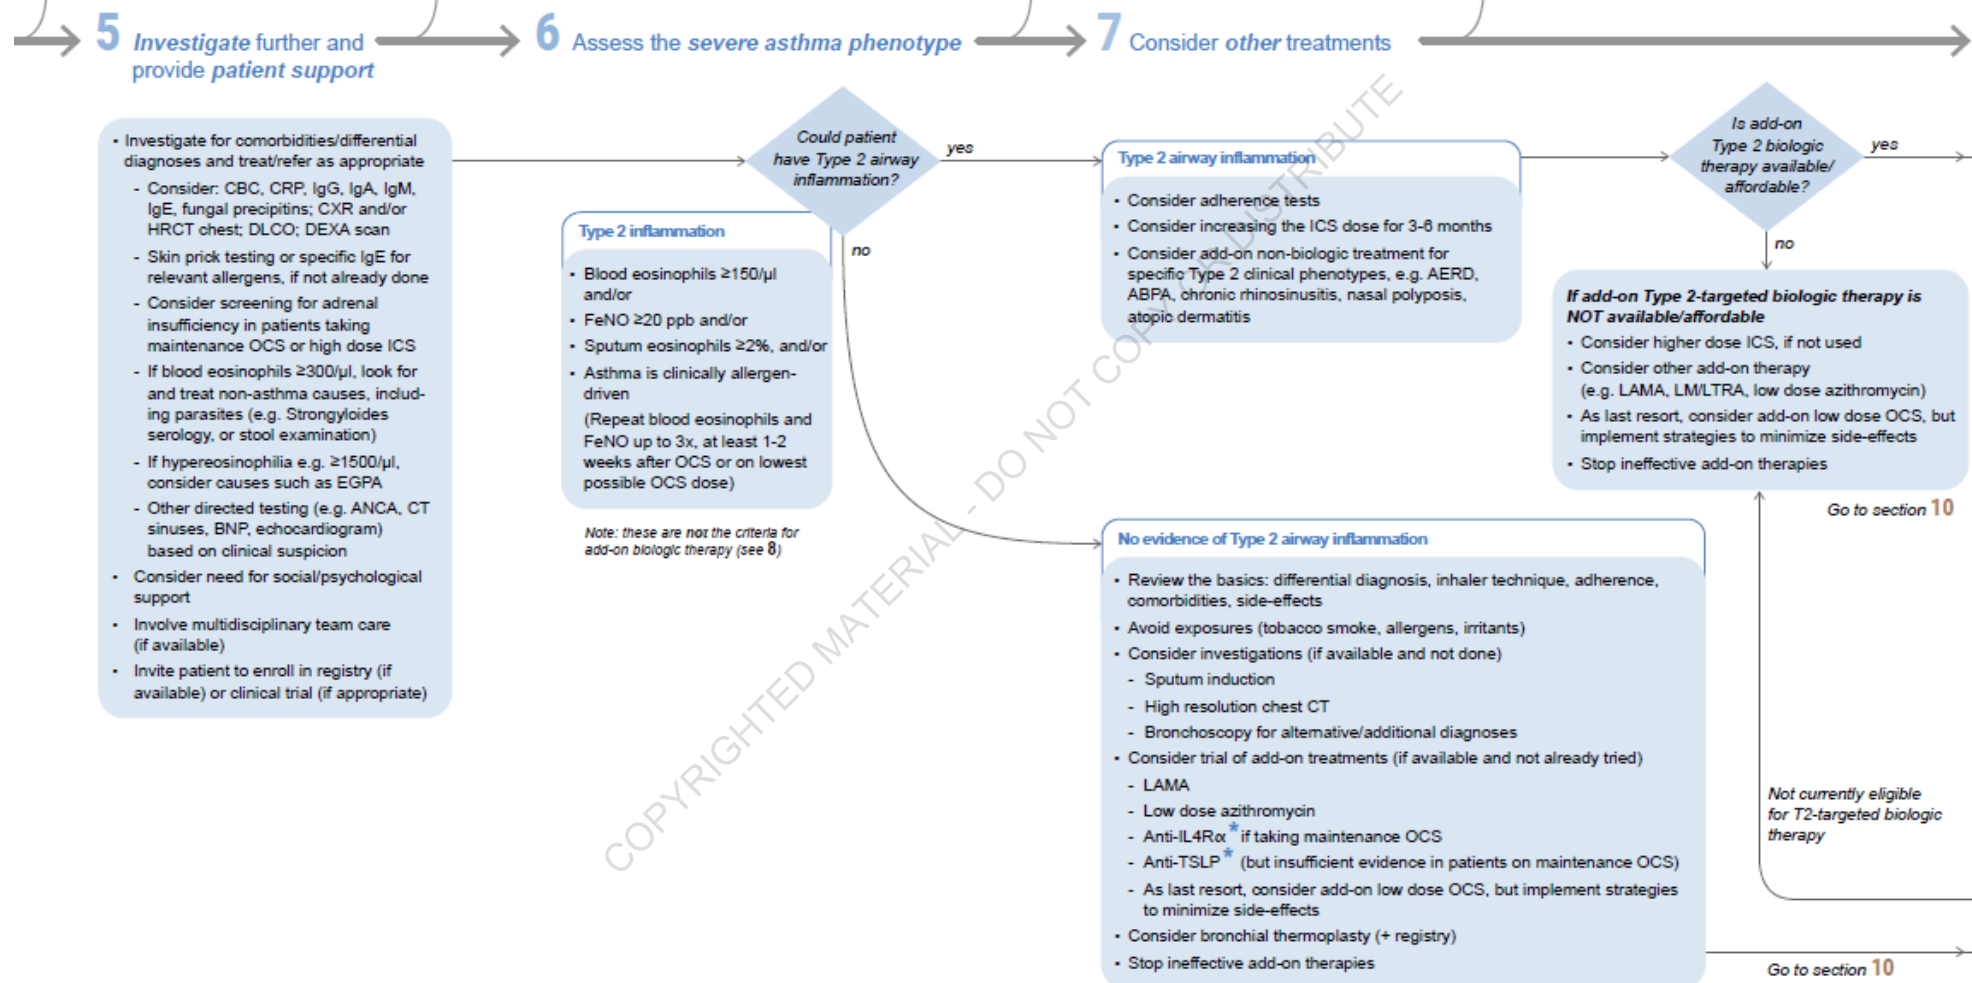 5 Investigate further and
provide patient support
• Investigate for comorbidities/differential
diagnoses and treat/refer as appropriate
- Consider: CBC, CRP, IgG, IgA, IgM,
IgE, fungal precipitins; CXR and/or
HRCT chest; DLCO; DEXA scan
- Skin prick testing or specific IgE for
relevant allergens, if not already done
- Consider screening for adrenal
insufficiency in patients taking
maintenance OCS or high dose ICS
- If blood eosinophils ≥300/µl, look for
and treat non-asthma causes, includ-
ing parasites (e.g. Strongyloides
serology, or stool examination)
- If hypereosinophilia e.g. ≥1500/µl,
consider causes such as EGPA
- Other directed testing (e.g. ANCA, CT
sinuses, BNP, echocardiogram)
based on clinical suspicion
• Consider need for social/psychological
support
• Involve multidisciplinary team care
(if available)
• Invite patient to enroll in registry (if
available) or clinical trial (if appropriate)
6 Assess the severe asthma phenotype
Could patient
have Type 2 airway
inflammation?
yes
no
Type 2 inflammation
• Blood eosinophils ≥150/µl
and/or
• FeNO ≥20 ppb and/or
• Sputum eosinophils ≥2%, and/or
• Asthma is clinically allergen-
driven
(Repeat blood eosinophils and
FeNO up to 3x, at least 1-2
weeks after OCS or on lowest
possible OCS dose)
Note: these are not the criteria for
add-on biologic therapy (see 8)
7 Consider other treatments
Type 2 airway inflammation
• Consider adherence tests
• Consider increasing the ICS dose for 3-6 months
• Consider add-on non-biologic treatment for
specific Type 2 clinical phenotypes, e.g. AERD,
ABPA, chronic rhinosinusitis, nasal polyposis,
atopic dermatitis
Is add-on
Type 2 biologic
therapy available/
affordable?
yes
no
If add-on Type 2-targeted biologic therapy is
NOT available/affordable
• Consider higher dose ICS, if not used
• Consider other add-on therapy
(e.g. LAMA, LM/LTRA, low dose azithromycin)
• As last resort, consider add-on low dose OCS, but
implement strategies to minimize side-effects
• Stop ineffective add-on therapies
Go to section 10
No evidence of Type 2 airway inflammation
• Review the basics: differential diagnosis, inhaler technique, adherence,
comorbidities, side-effects
• Avoid exposures (tobacco smoke, allergens, irritants)
• Consider investigations (if available and not done)
- Sputum induction
- High resolution chest CT
- Bronchoscopy for alternative/additional diagnoses
• Consider trial of add-on treatments (if available and not already tried)
- LAMA
- Low dose azithromycin
- Anti-IL4Rα* if taking maintenance OCS
- Anti-TSLP* (but insufficient evidence in patients on maintenance OCS)
- As last resort, consider add-on low dose OCS, but implement strategies
to minimize side-effects
• Consider bronchial thermoplasty (+ registry)
• Stop ineffective add-on therapies
Not currently eligible
for T2-targeted biologic
therapy
Go to section 10
COPYRIGHTED MATERIAL - DO NOT COPY OR DISTRIBUTE